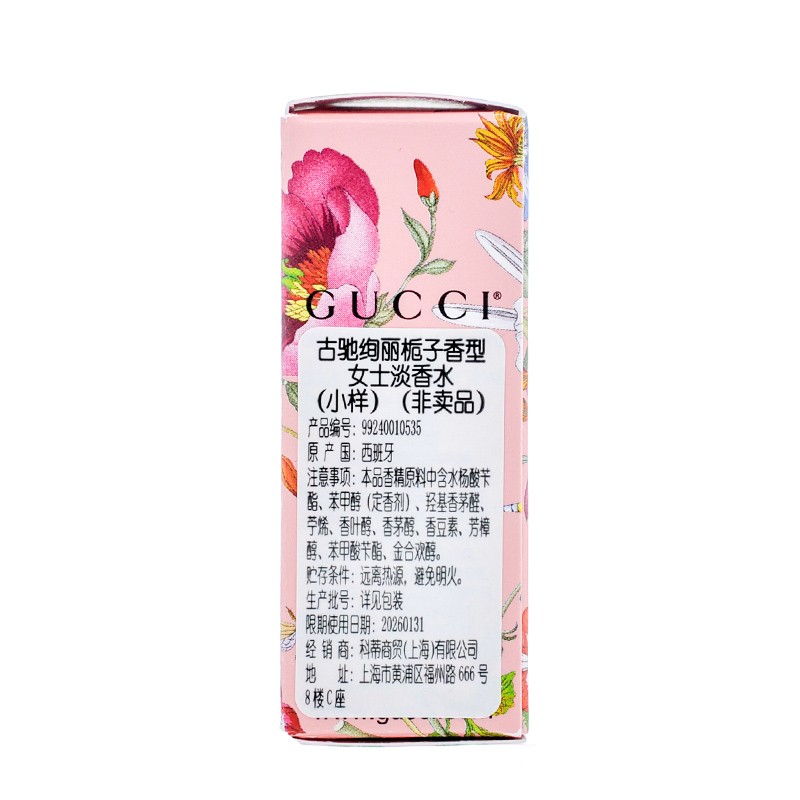 GUCCI®
古驰绚丽栀子香型
女士淡香水
（小样）（非卖品）
产品编号: 99240010535
原 产 国: 西班牙
注意事项: 本品香精原料中含水杨酸苄
酯、苯甲醇（定香剂）、羟基香茅醛、
苧烯、香叶醇、香茅醇、香豆素、芳樟
醇、苯甲酸苄酯、金合欢醇。
贮存条件: 远离热源，避免明火。
生产批号: 详见包装
限期使用日期: 20260131
经 销 商: 科蒂商贸(上海)有限公司
地 址: 上海市黄浦区福州路 666 号
8 楼 C 座